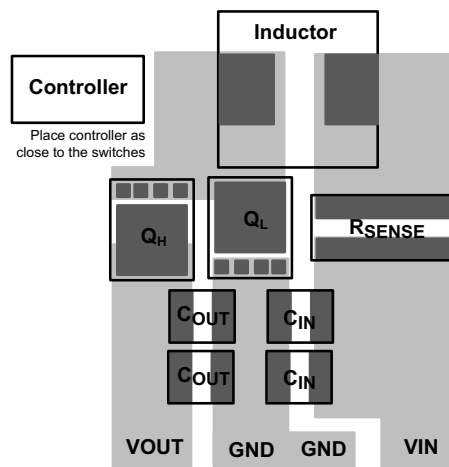 Inductor
Controller
Place controller as
close to the switches
QH
QL
RSENSE
COUT
CIN
COUT
CIN
VOUT
GND
GND
VIN